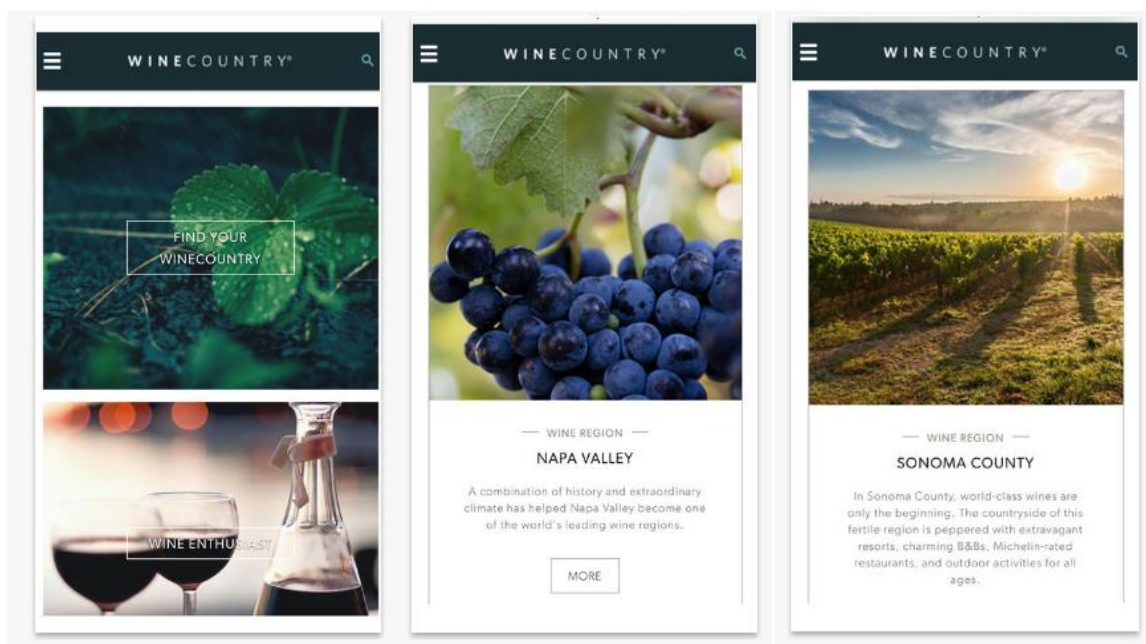 WINECOUNTRY®
FIND YOUR
WINECOUNTRY
WINE ENTHUSIAST
WINECOUNTRY®
WINE REGION
NAPA VALLEY
A combination of history and extraordinary
climate has helped Napa Valley become one
of the world's leading wine regions.
MORE
WINECOUNTRY®
WINE REGION
SONOMA COUNTY
In Sonoma County, world-class wines are
only the beginning. The countryside of this
fertile region is peppered with extravagant
resorts, charming B&Bs, Michelin-rated
restaurants, and outdoor activities for all
ages.